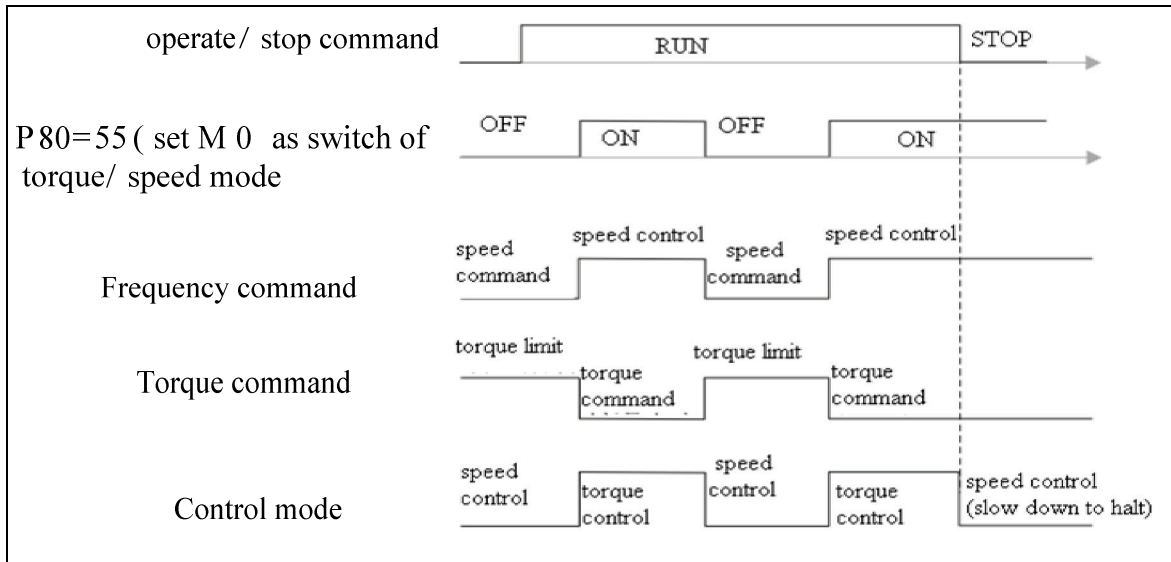 operate/ stop command
RUN
STOP
P80=55 ( set M 0 as switch of
torque/ speed mode
OFF
ON
OFF
ON
Frequency command
speed
command
speed control
speed
command
speed control
Torque command
torque limit
torque
command
torque limit
torque
command
Control mode
speed
control
torque
control
speed
control
torque
control
speed control
(slow down to halt)